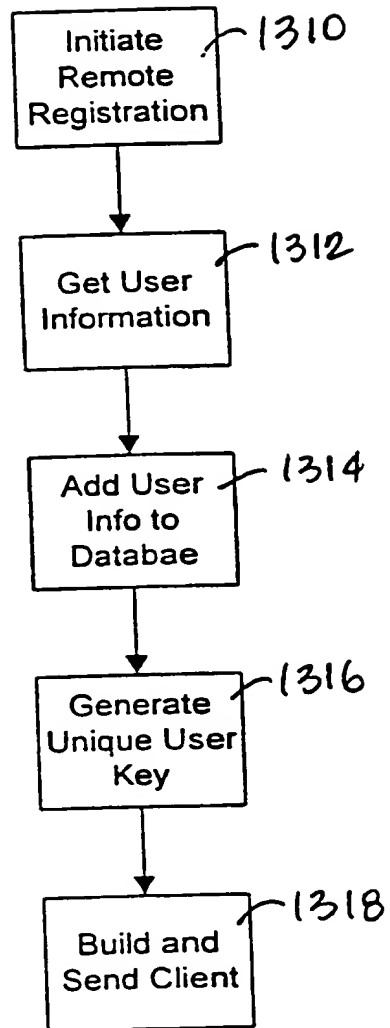 Initiate
Remote
Registration
1310
Get User
Information
1312
Add User
Info to
Databae
1314
Generate
Unique User
Key
1316
Build and
Send Client
1318